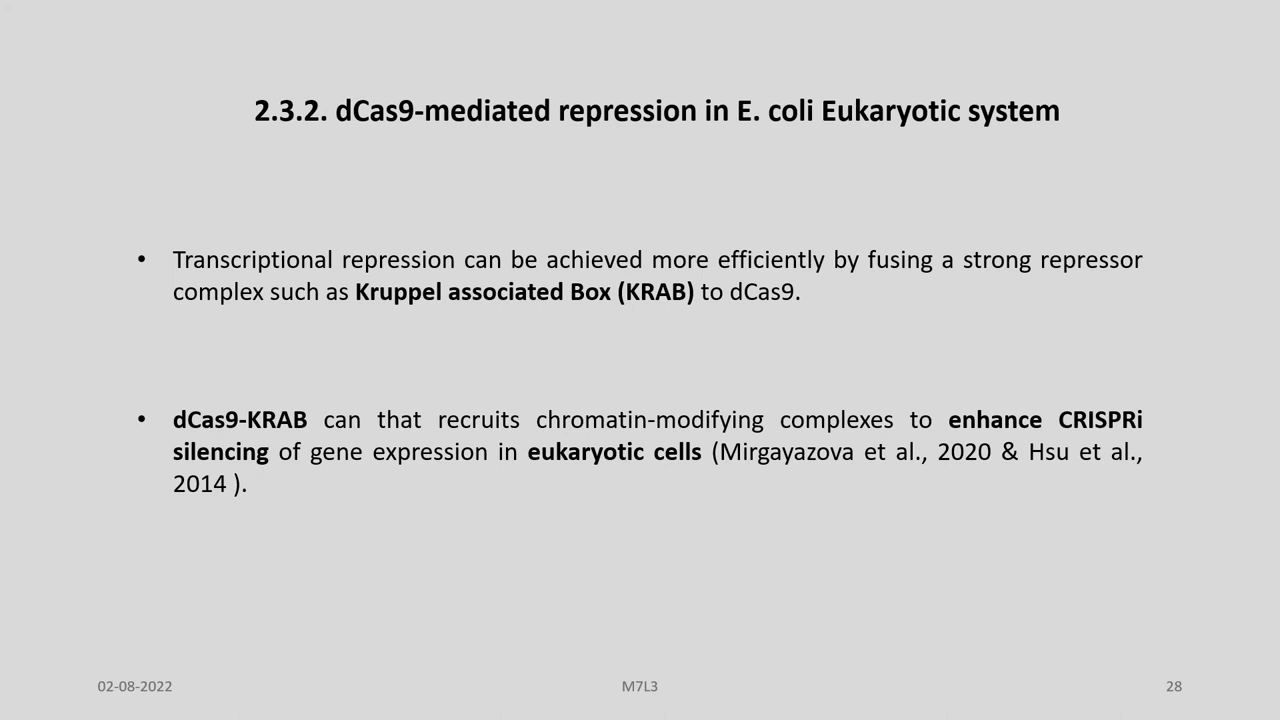 2.3.2. dCas9-mediated repression in E. coli Eukaryotic system
• Transcriptional repression can be achieved more efficiently by fusing a strong repressor
complex such as Kruppel associated Box (KRAB) to dCas9.
• dCas9-KRAB can that recruits chromatin-modifying complexes to enhance CRISPRi
silencing of gene expression in eukaryotic cells (Mirgayazova et al., 2020 & Hsu et al.,
2014 ).
02-08-2022
M7L3
28